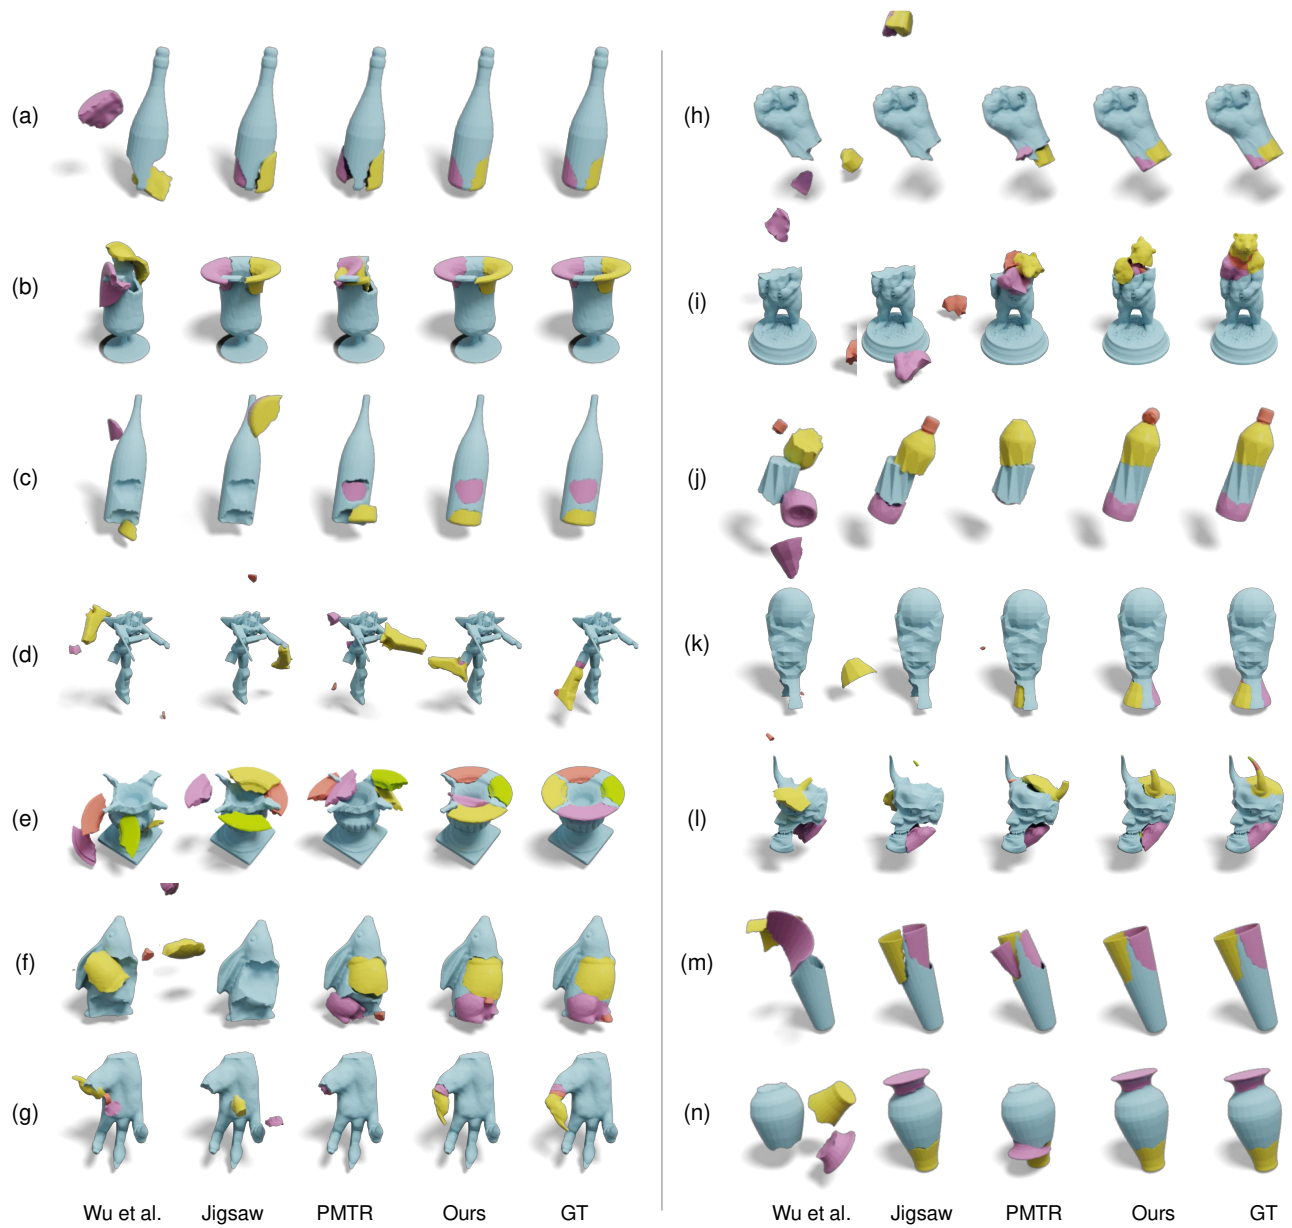 (a)
(b)
(c)
(d)
(e)
(f)
(g)
Wu et al. Jigsaw PMTR Ours GT
(h)
(i)
(j)
(k)
(l)
(m)
(n)
Wu et al. Jigsaw PMTR Ours GT